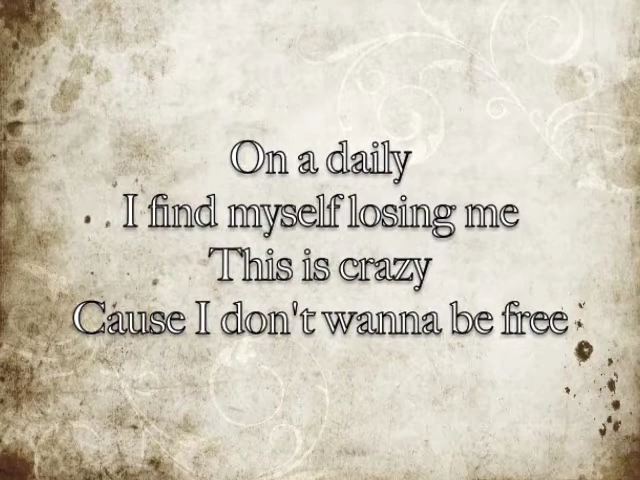 On a daily
I find myself losing me
This is crazy
Cause I don't wanna be free